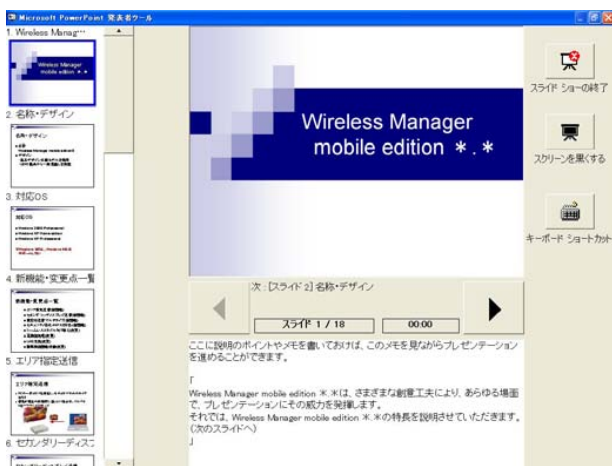 Microsoft PowerPoint 発表者ツール
1. Wireless Manag…
Wireless Manager
mobile edition *.*
2. 名称・デザイン
名称・デザイン
3. 対応OS
対応OS
4. 新機能・変更点一覧
新機能・変更点一覧
5. エリア指定送信
エリア指定送信
6. セカンダリーディスプ
Wireless Manager
mobile edition *.*
スライド ショーの終了
スクリーンを黒くする
キーボード ショートカット
次 : [スライド 2] 名称・デザイン
スライド 1 / 18
00:00
ここに説明のポイントやメモを書いておけば、このメモを見ながらプレゼンテーション
を進めることができます。
「
Wireless Manager mobile edition *.*は、さまざまな創意工夫により、あらゆる場面
で、プレゼンテーションにその威力を発揮します。
それでは、Wireless Manager mobile edition *.*の特長を説明させていただきます。
（次のスライドへ）
」